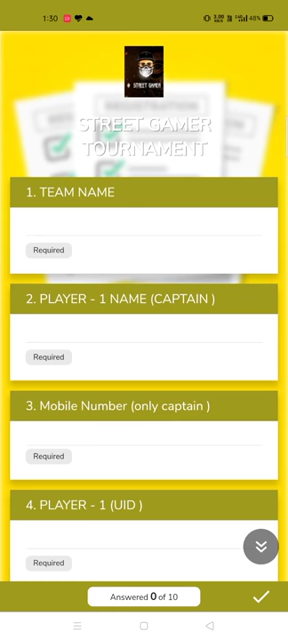 1:30
48%
STREET GAMER
STREET GAMER
TOURNAMENT
1. TEAM NAME
Required
2. PLAYER - 1 NAME (CAPTAIN )
Required
3. Mobile Number (only captain )
Required
4. PLAYER - 1 (UID )
Required
Answered 0 of 10